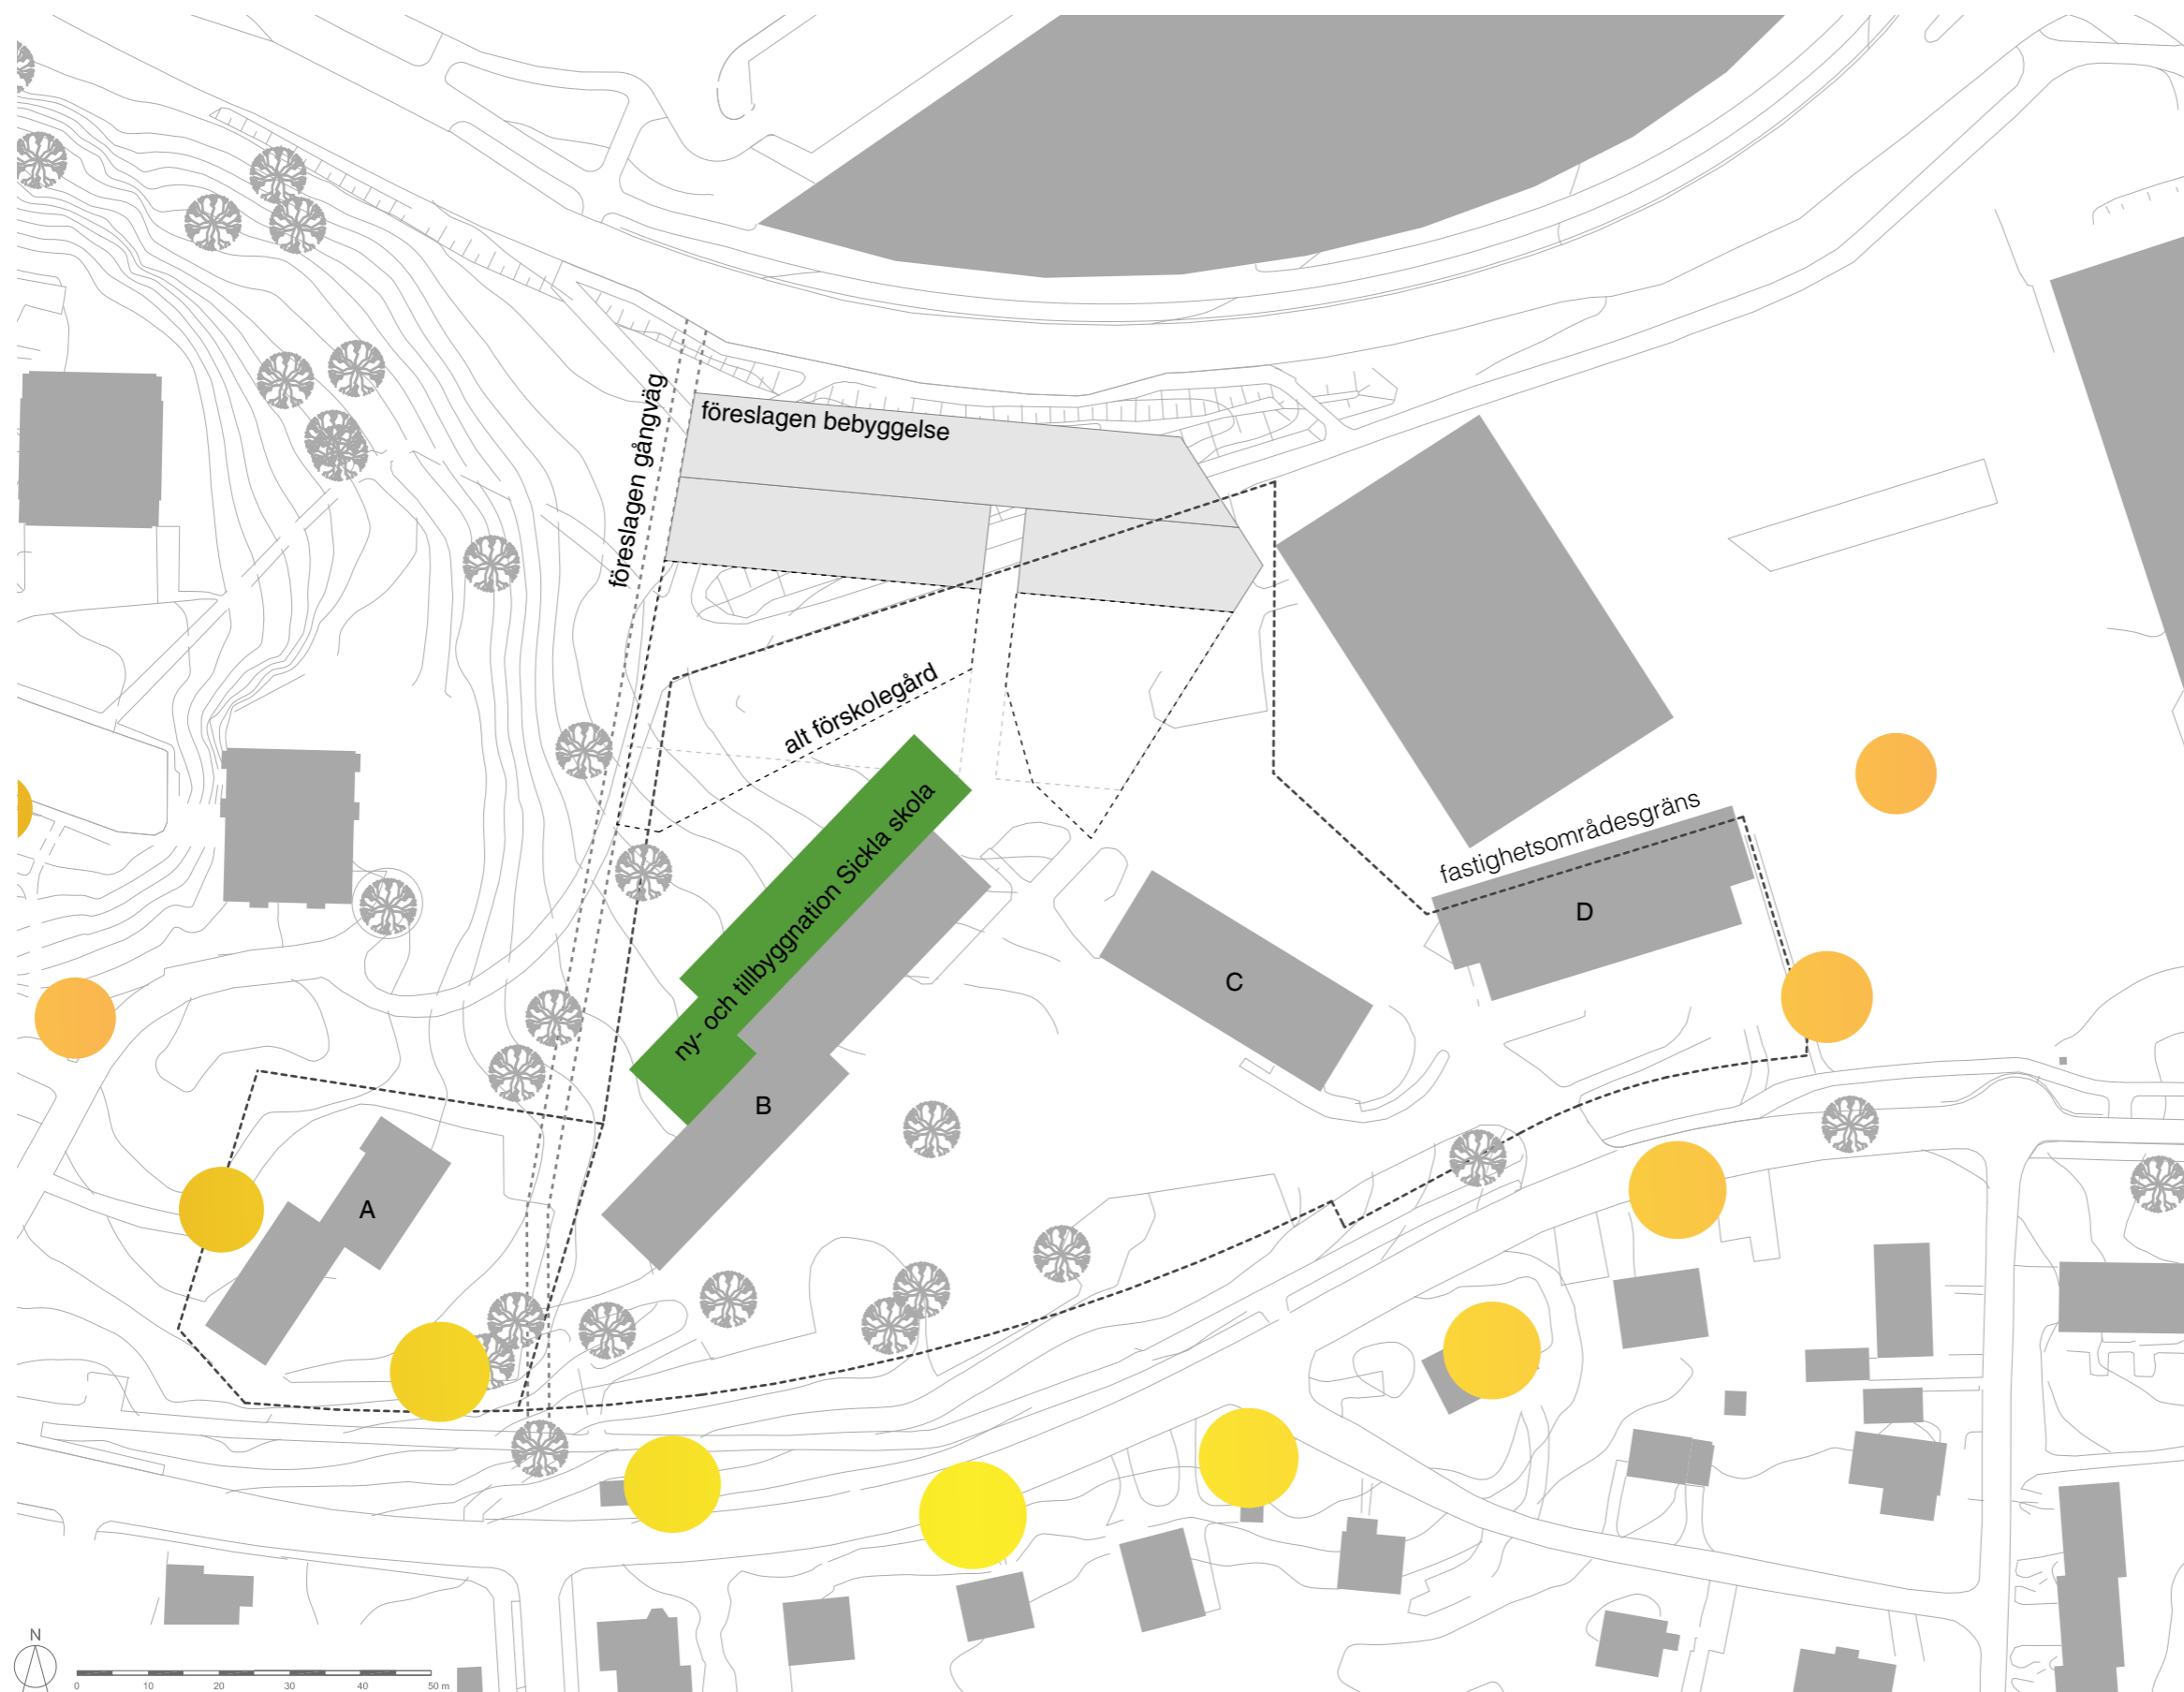 föreslagen gångväg
föreslagen bebyggelse
alt förskolegård
ny- och tillbyggnation Sickla skola
fastighetsområdesgräns
D
C
B
A
N
0 10 20 30 40 50 m